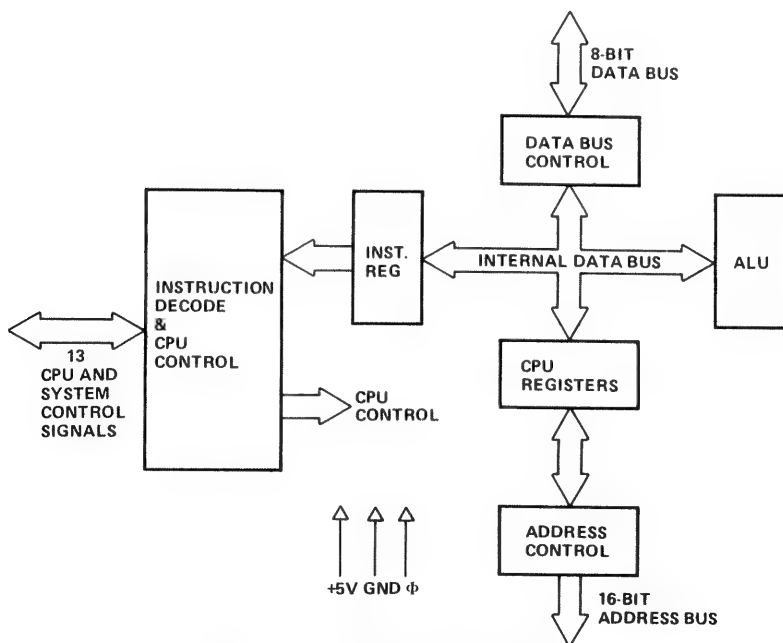 8-BIT
DATA BUS
DATA BUS
CONTROL
INST.
REG
INTERNAL DATA BUS
ALU
INSTRUCTION
DECODE
&
CPU
CONTROL
13
CPU AND
SYSTEM
CONTROL
SIGNALS
CPU
CONTROL
CPU
REGISTERS
ADDRESS
CONTROL
+5V GND Φ
16-BIT
ADDRESS BUS